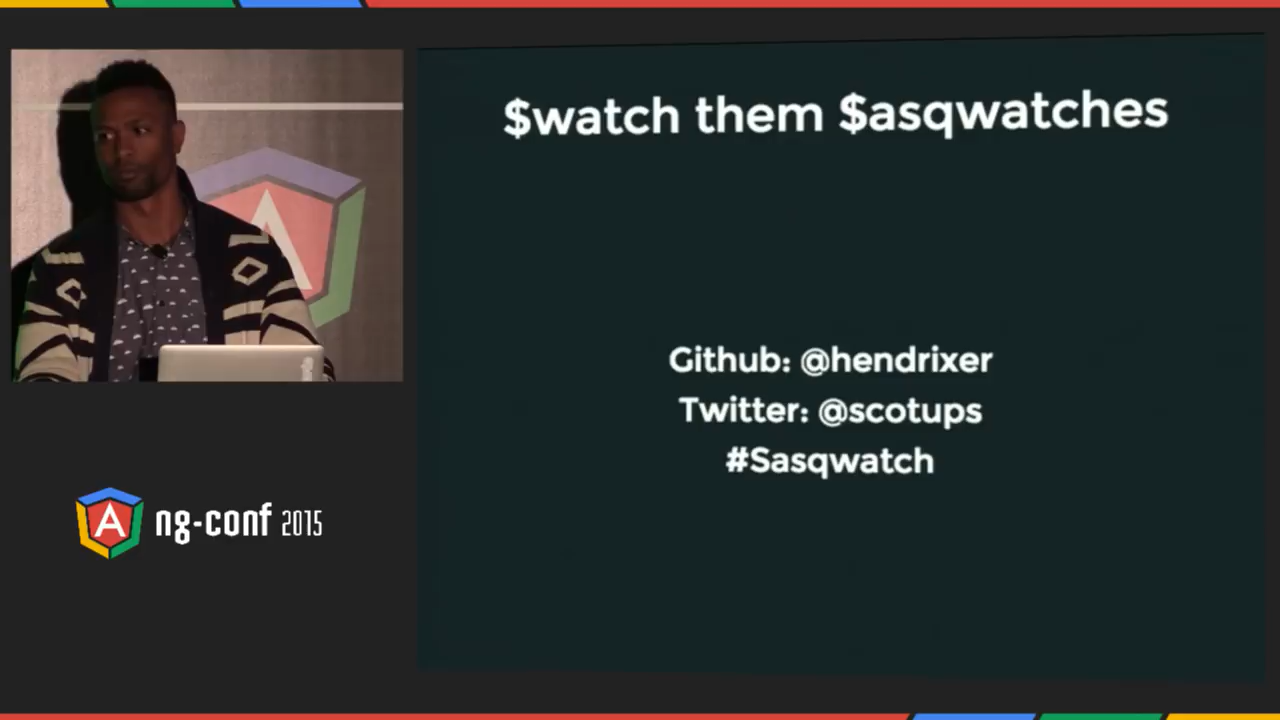 $watch them $asqwatches
Github: @hendrixer
Twitter: @scotups
#Sasqwatch
A
A ng-conf 2015